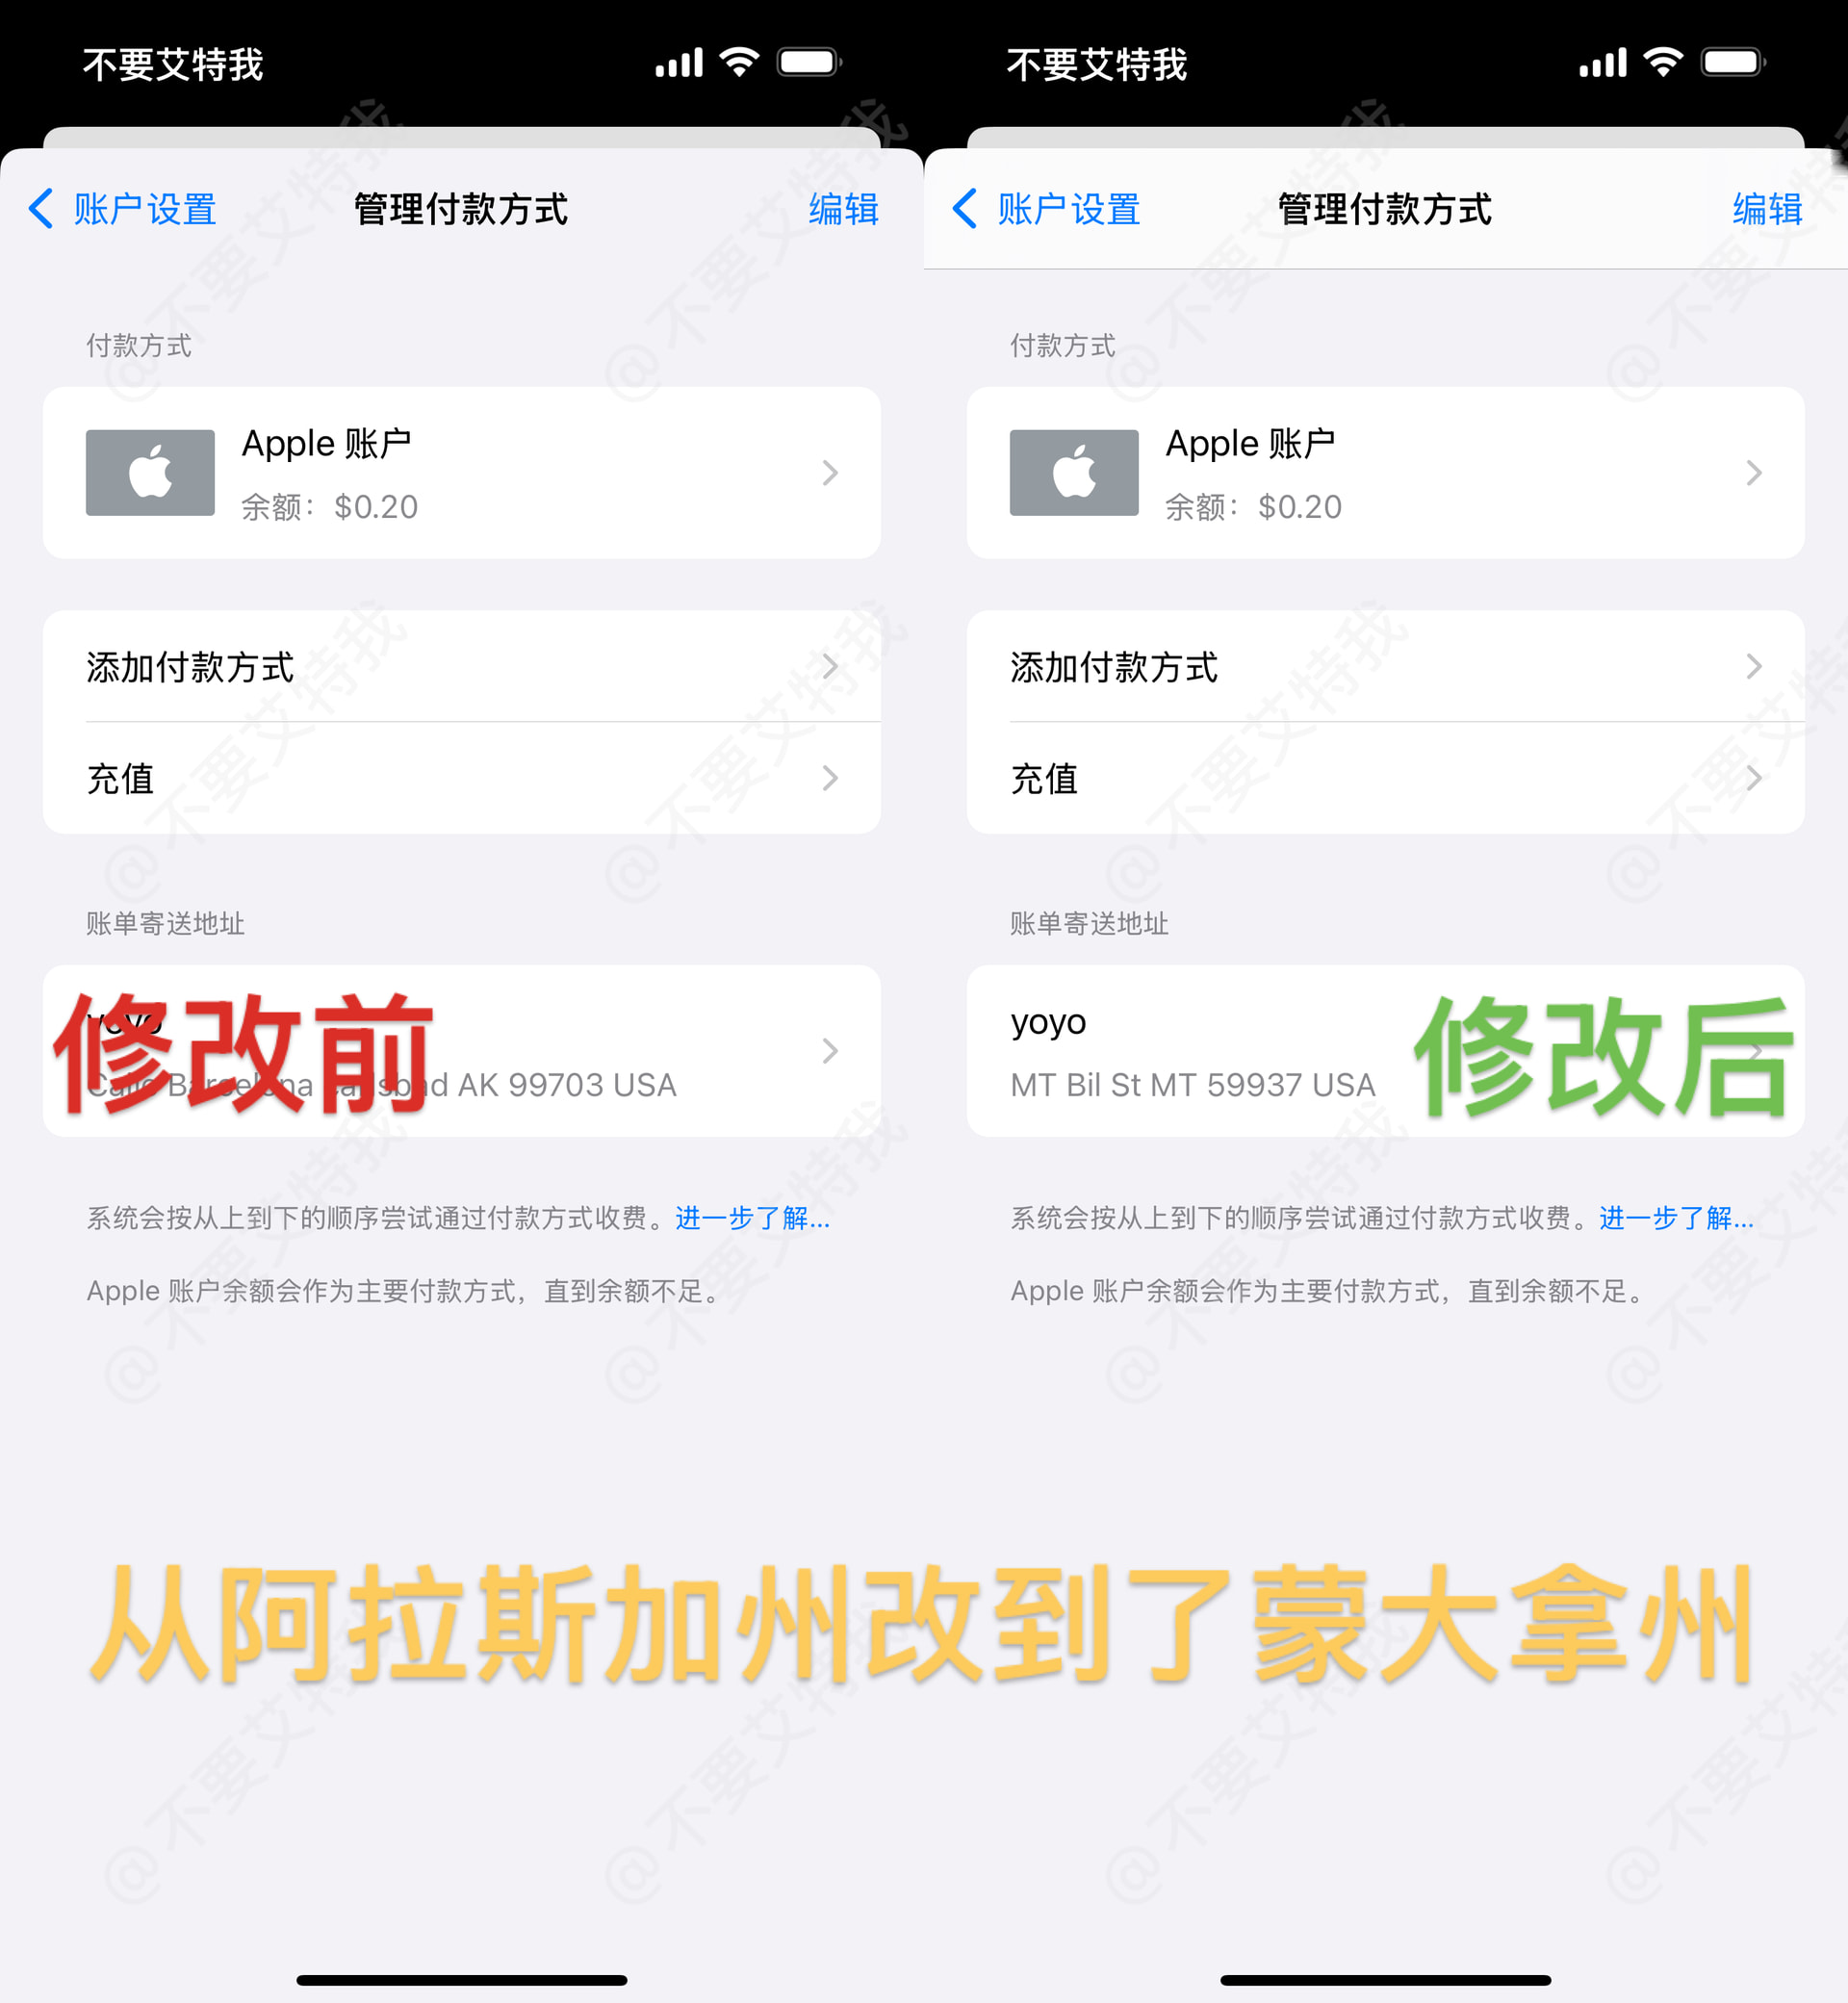 不要艾特我
账户设置 管理付款方式 编辑
付款方式
Apple 账户
余额：$0.20
添加付款方式
充值
账单寄送地址
yoyo
修改前
Calle Barcelona Carlsbad AK 99703 USA
系统会按从上到下的顺序尝试通过付款方式收费。进一步了解...
Apple 账户余额会作为主要付款方式，直到余额不足。
不要艾特我
账户设置 管理付款方式 编辑
付款方式
Apple 账户
余额：$0.20
添加付款方式
充值
账单寄送地址
yoyo
修改后
MT Bil St MT 59937 USA
系统会按从上到下的顺序尝试通过付款方式收费。进一步了解...
Apple 账户余额会作为主要付款方式，直到余额不足。
从阿拉斯加州改到了蒙大拿州
@不要艾特我